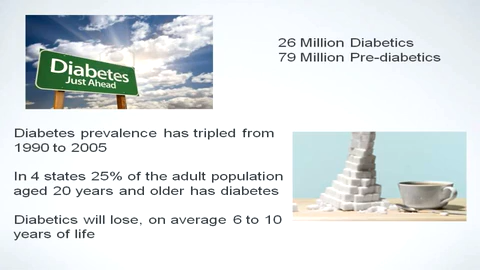 Diabetes
Just Ahead
26 Million Diabetics
79 Million Pre-diabetics
Diabetes prevalence has tripled from
1990 to 2005
In 4 states 25% of the adult population
aged 20 years and older has diabetes
Diabetics will lose, on average 6 to 10
years of life